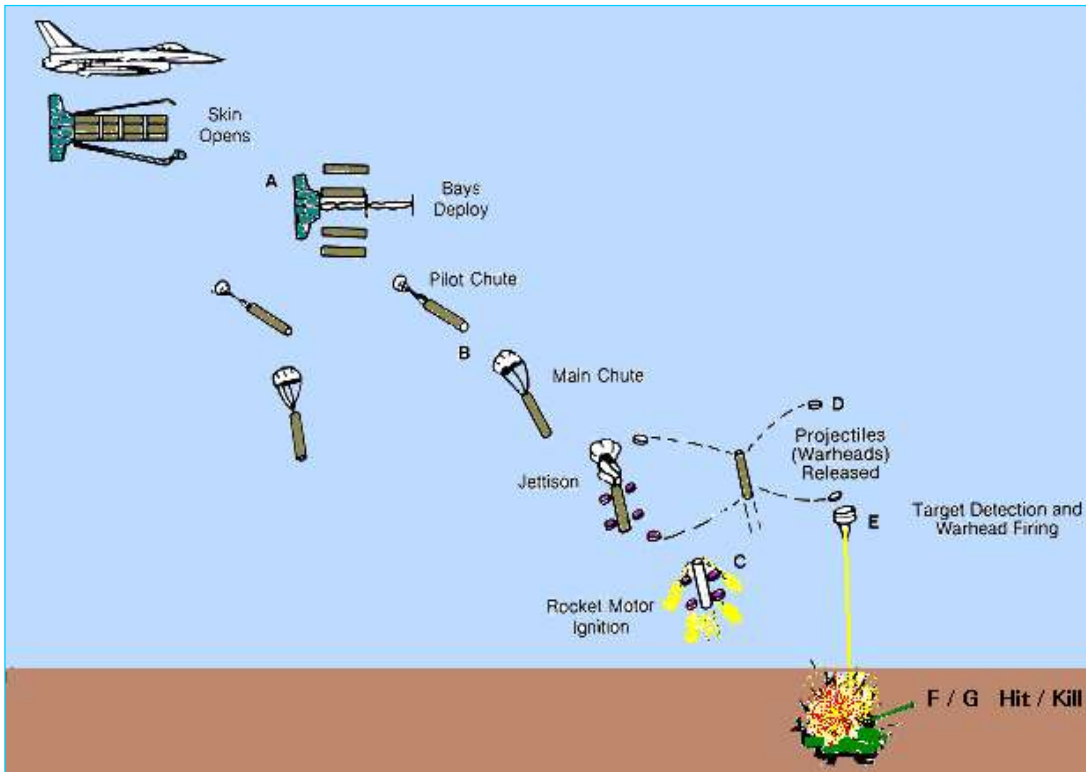 Skin
Opens
A
Bays
Deploy
Pilot Chute
B
Main Chute
D
Projectiles
(Warheads)
Released
Jettison
E
Target Detection and
Warhead Firing
C
Rocket Motor
Ignition
F / G Hit / Kill